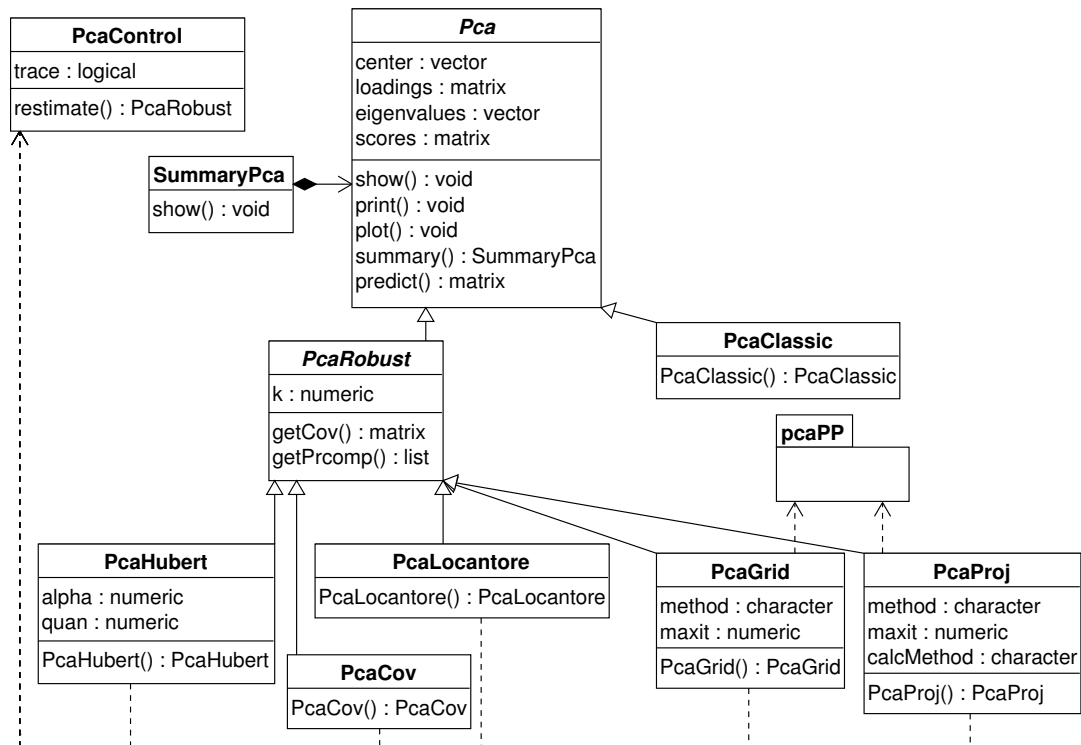 PcaControl
trace : logical
restimate() : PcaRobust
Pca
center : vector
loadings : matrix
eigenvalues : vector
scores : matrix
show() : void
print() : void
plot() : void
summary() : SummaryPca
predict() : matrix
SummaryPca
show() : void
PcaClassic
PcaClassic() : PcaClassic
PcaRobust
k : numeric
getCov() : matrix
getPrcomp() : list
pcaPP
PcaHubert
alpha : numeric
quan : numeric
PcaHubert() : PcaHubert
PcaCov
PcaCov() : PcaCov
PcaLocantore
PcaLocantore() : PcaLocantore
PcaGrid
method : character
maxit : numeric
PcaGrid() : PcaGrid
PcaProj
method : character
maxit : numeric
calcMethod : character
PcaProj() : PcaProj